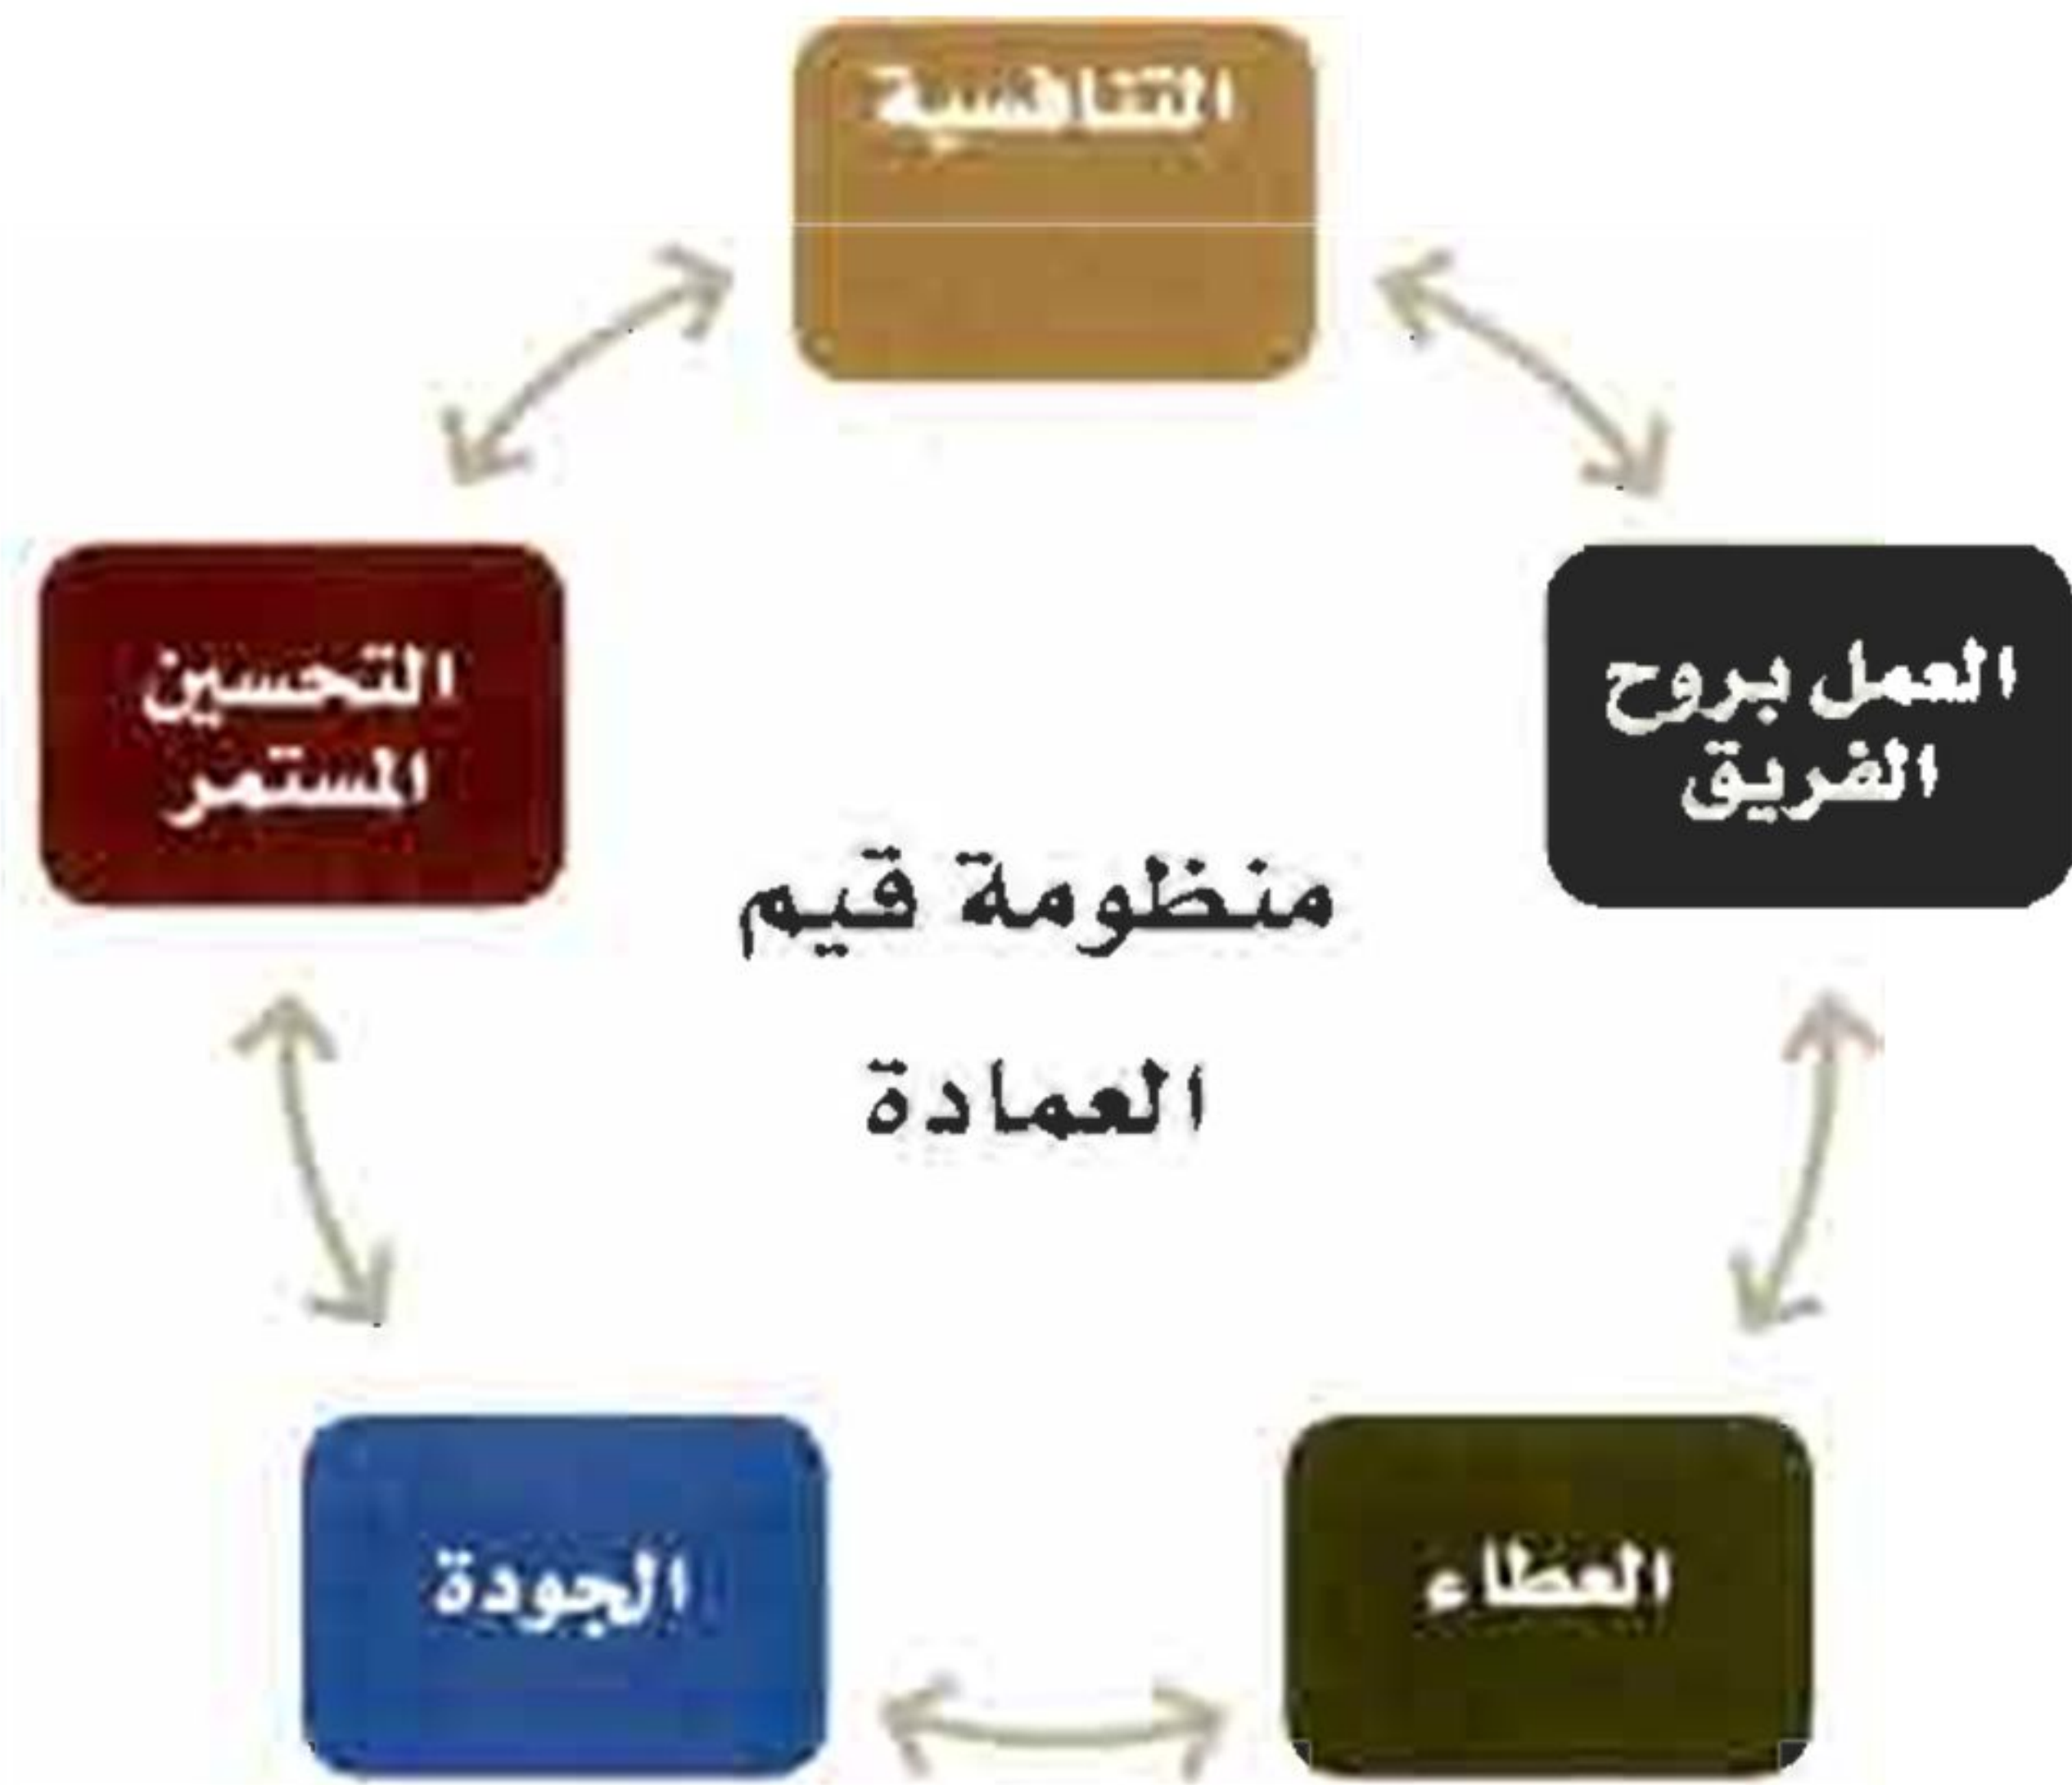 التنافسية
العمل بروح
الفريق
التحسين
المستمر
منظومة قيم
العمادة
العطاء
الجودة